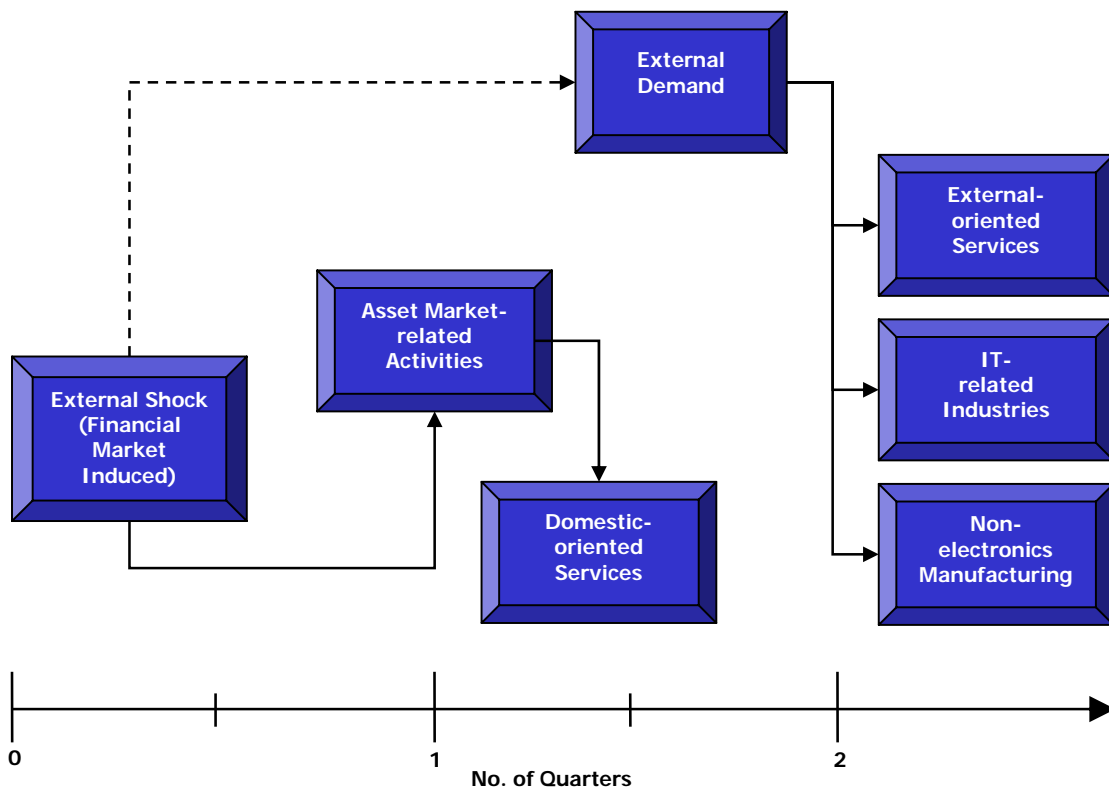 External
Demand
External-
oriented
Services
Asset Market-
related
Activities
IT-
related
Industries
External Shock
(Financial
Market
Induced)
Domestic-
oriented
Services
Non-
electronics
Manufacturing
0
1
2
No. of Quarters